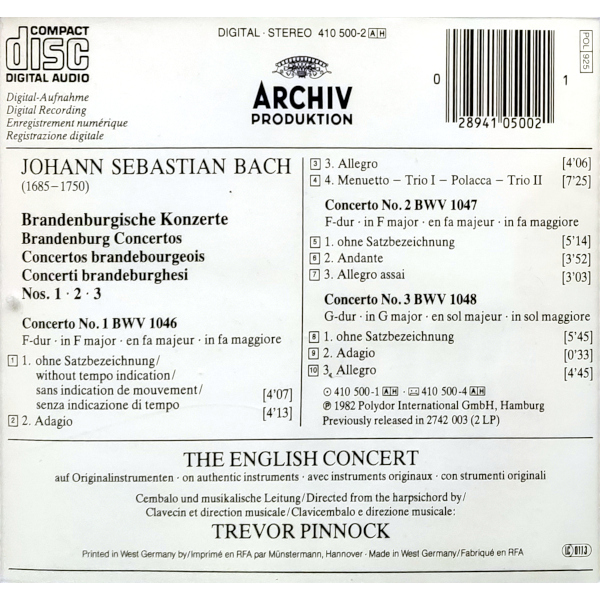 COMPACT
disc
DIGITAL AUDIO
DIGITAL · STEREO 410 500-2 AH
Digital-Aufnahme
Digital Recording
Enregistrement numérique
Registrazione digitale
ARCHIV
PRODUKTION
0
28941 05002
1
POL 925
JOHANN SEBASTIAN BACH
(1685–1750)
Brandenburgische Konzerte
Brandenburg Concertos
Concertos brandebourgeois
Concerti brandeburghesi
Nos. 1 · 2 · 3
Concerto No. 1 BWV 1046
F-dur · in F major · en fa majeur · in fa maggiore
1 1. ohne Satzbezeichnung/
without tempo indication/
sans indication de mouvement/ [4'07]
senza indicazione di tempo
2 2. Adagio [4'13]
3 3. Allegro [4'06]
4 4. Menuetto – Trio I – Polacca – Trio II [7'25]
Concerto No. 2 BWV 1047
F-dur · in F major · en fa majeur · in fa maggiore
5 1. ohne Satzbezeichnung [5'14]
6 2. Andante [3'52]
7 3. Allegro assai [3'03]
Concerto No. 3 BWV 1048
G-dur · in G major · en sol majeur · in sol maggiore
8 1. ohne Satzbezeichnung [5'45]
9 2. Adagio [0'33]
10 3. Allegro [4'45]
410 500-1 AH · 410 500-4 AH
℗ 1982 Polydor International GmbH, Hamburg
Previously released in 2742 003 (2 LP)
THE ENGLISH CONCERT
auf Originalinstrumenten · on authentic instruments · avec instruments originaux · con strumenti originali
Cembalo und musikalische Leitung/Directed from the harpsichord by/
Clavecin et direction musicale/Clavicembalo e direzione musicale:
TREVOR PINNOCK
Printed in West Germany by/Imprimé en RFA par Münstermann, Hannover · Made in West Germany/Fabriqué en RFA
LC 0113